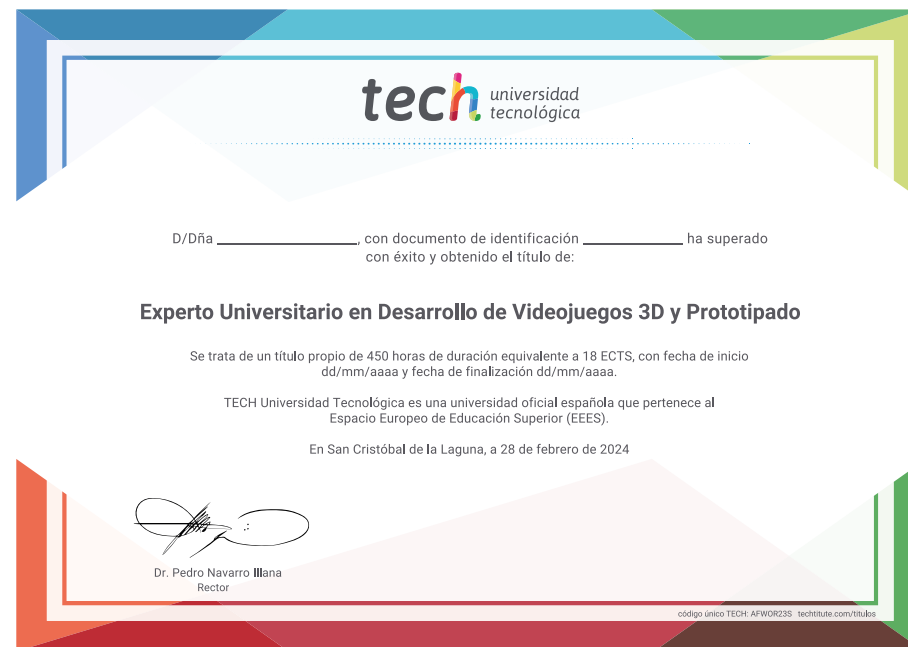 tech universidad
tecnológica
D/Dña ____________________, con documento de identificación ______________ ha superado
con éxito y obtenido el título de:
Experto Universitario en Desarrollo de Videojuegos 3D y Prototipado
Se trata de un título propio de 450 horas de duración equivalente a 18 ECTS, con fecha de inicio
dd/mm/aaaa y fecha de finalización dd/mm/aaaa.
TECH Universidad Tecnológica es una universidad oficial española que pertenece al
Espacio Europeo de Educación Superior (EEES).
En San Cristóbal de la Laguna, a 28 de febrero de 2024
Dr. Pedro Navarro Illana
Rector
código único TECH: AFWOR23S techtitute.com/titulos